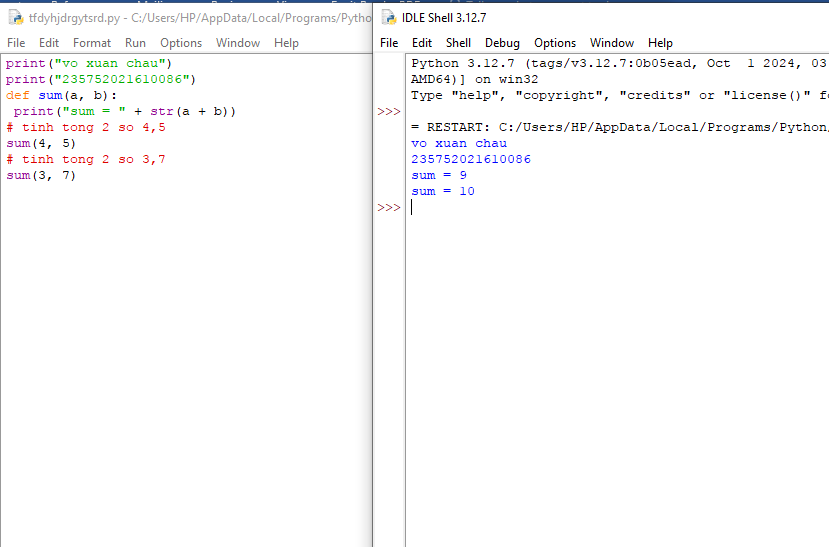 tfdyhjdrgytsrd.py - C:/Users/HP/AppData/Local/Programs/Pytho
File Edit Format Run Options Window Help
print("vo xuan chau")
print("235752021610086")
def sum(a, b):
 print("sum = " + str(a + b))
# tinh tong 2 so 4,5
sum(4, 5)
# tinh tong 2 so 3,7
sum(3, 7)
IDLE Shell 3.12.7
File Edit Shell Debug Options Window Help
Python 3.12.7 (tags/v3.12.7:0b05ead, Oct  1 2024, 03
AMD64)] on win32
Type "help", "copyright", "credits" or "license()" f
>>>
= RESTART: C:/Users/HP/AppData/Local/Programs/Python
vo xuan chau
235752021610086
sum = 9
sum = 10
>>>